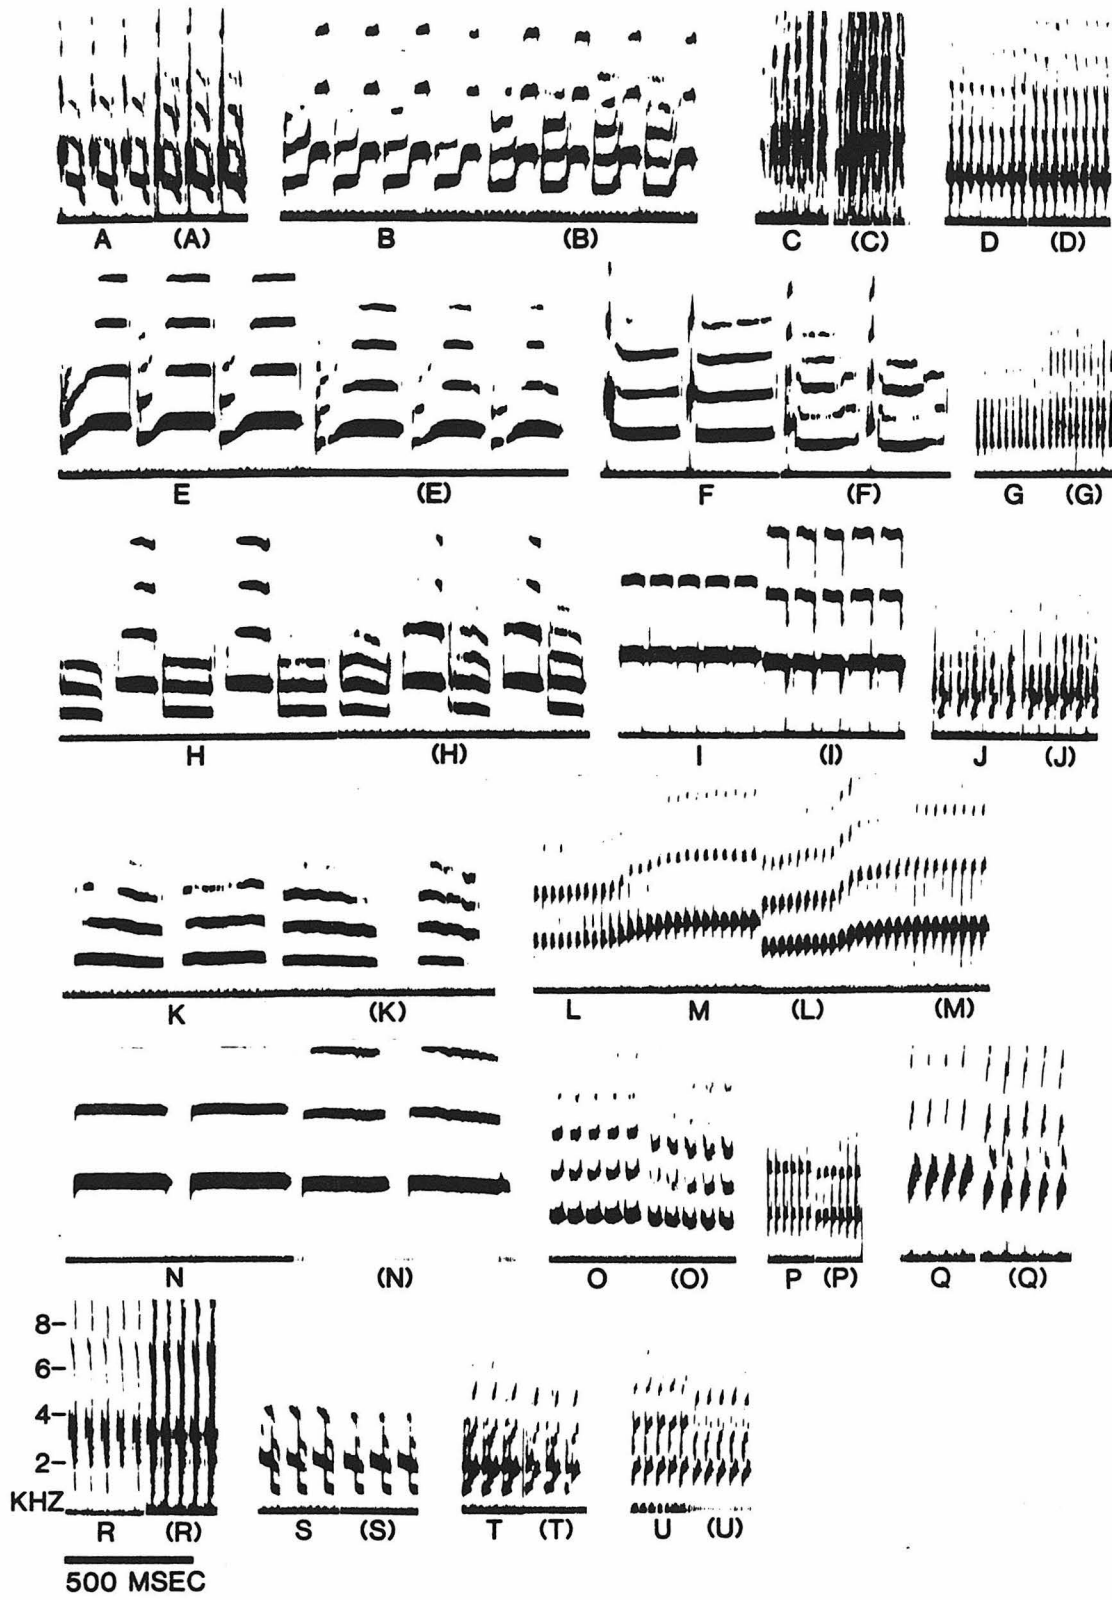 A (A) B (B) C (C) D (D)
E (E) F (F) G (G)
H (H) I (I) J (J)
K (K) L M (L) (M)
N (N) O (O) P (P) Q (Q)
8-
6-
4-
2-
KHZ
R (R) S (S) T (T) U (U)
500 MSEC